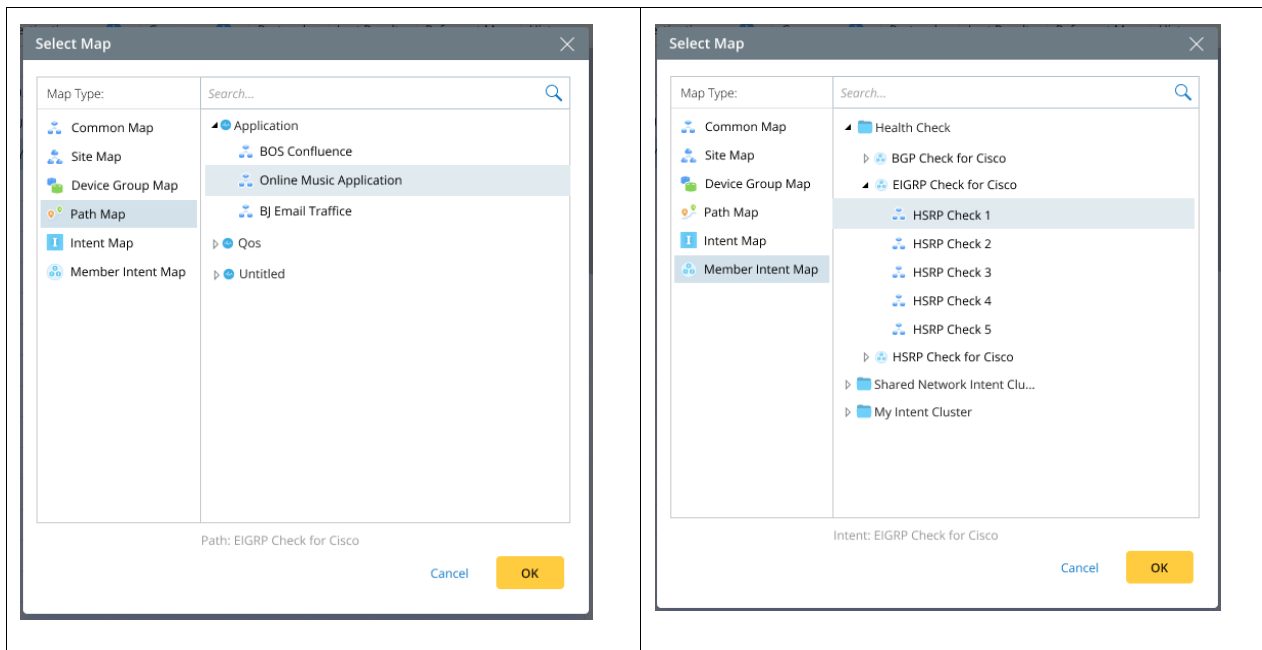 Select Map
Map Type:
Search...
Common Map
Site Map
Device Group Map
Path Map
Intent Map
Member Intent Map
Application
BOS Confluence
Online Music Application
BJ Email Traffice
Qos
Untitled
Path: EIGRP Check for Cisco
Cancel
OK
Select Map
Map Type:
Search...
Common Map
Site Map
Device Group Map
Path Map
Intent Map
Member Intent Map
Health Check
BGP Check for Cisco
EIGRP Check for Cisco
HSRP Check 1
HSRP Check 2
HSRP Check 3
HSRP Check 4
HSRP Check 5
HSRP Check for Cisco
Shared Network Intent Clu...
My Intent Cluster
Intent: EIGRP Check for Cisco
Cancel
OK